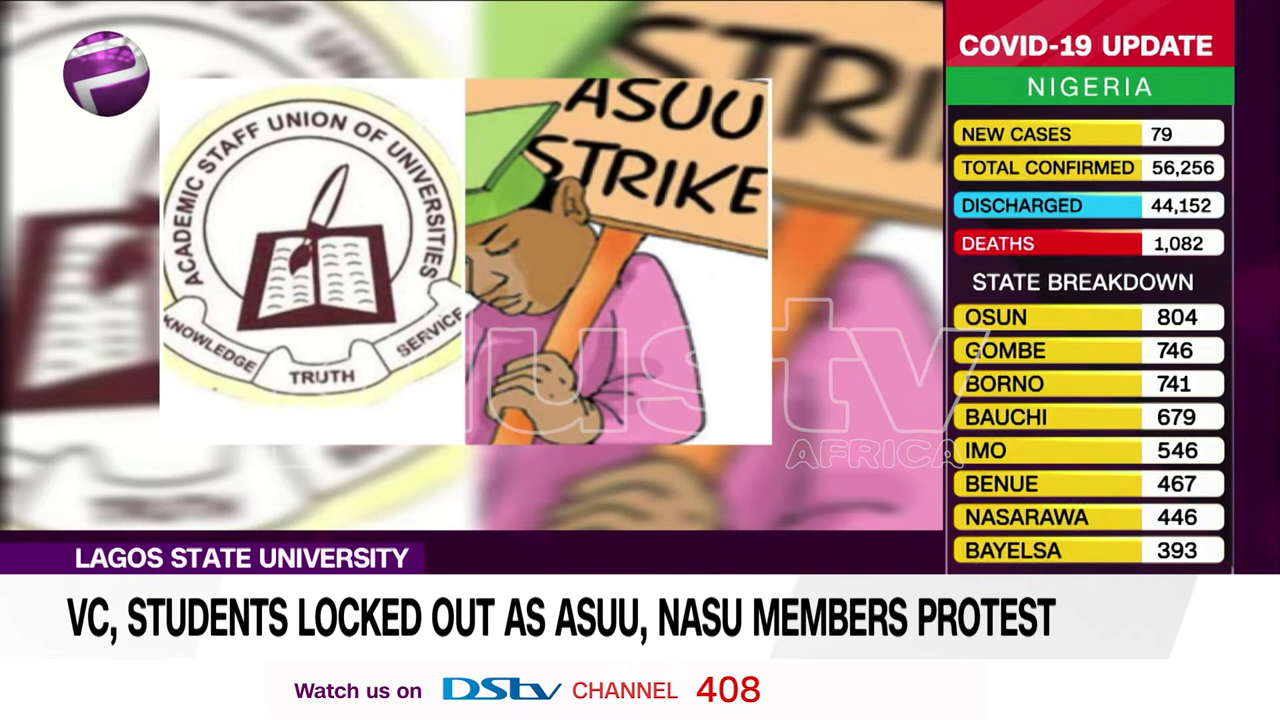 ACADEMIC STAFF UNION OF UNIVERSITIES
KNOWLEDGE
TRUTH
SERVICE
ASUU
STRIKE
STRI
plustv
AFRICA
COVID-19 UPDATE
NIGERIA
NEW CASES 79
TOTAL CONFIRMED 56,256
DISCHARGED 44,152
DEATHS 1,082
STATE BREAKDOWN
OSUN 804
GOMBE 746
BORNO 741
BAUCHI 679
IMO 546
BENUE 467
NASARAWA 446
BAYELSA 393
LAGOS STATE UNIVERSITY
VC, STUDENTS LOCKED OUT AS ASUU, NASU MEMBERS PROTEST
Watch us on DStv CHANNEL 408